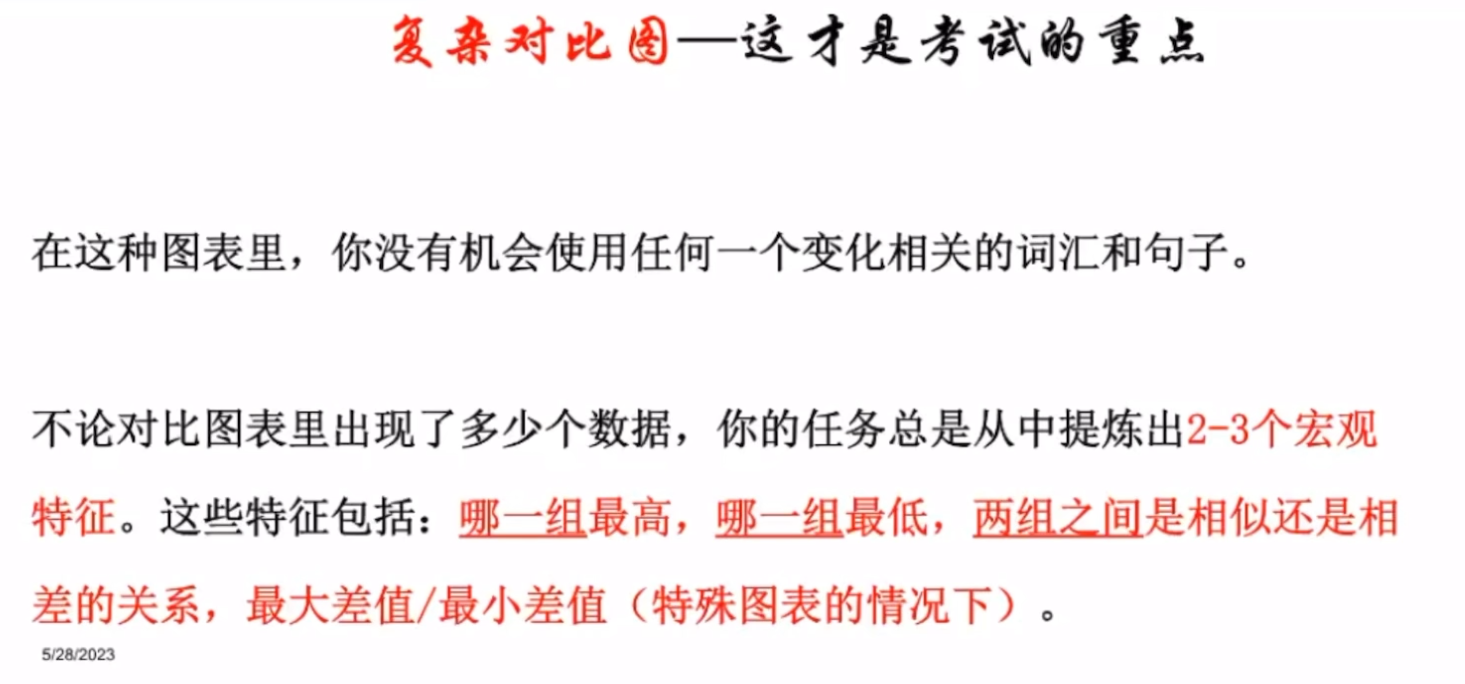 复杂对比图—这才是考试的重点
在这种图表里，你没有机会使用任何一个变化相关的词汇和句子。
不论对比图表里出现了多少个数据，你的任务总是从中提炼出2-3个宏观
特征。这些特征包括：哪一组最高，哪一组最低，两组之间是相似还是相
差的关系，最大差值/最小差值（特殊图表的情况下）。
5/28/2023